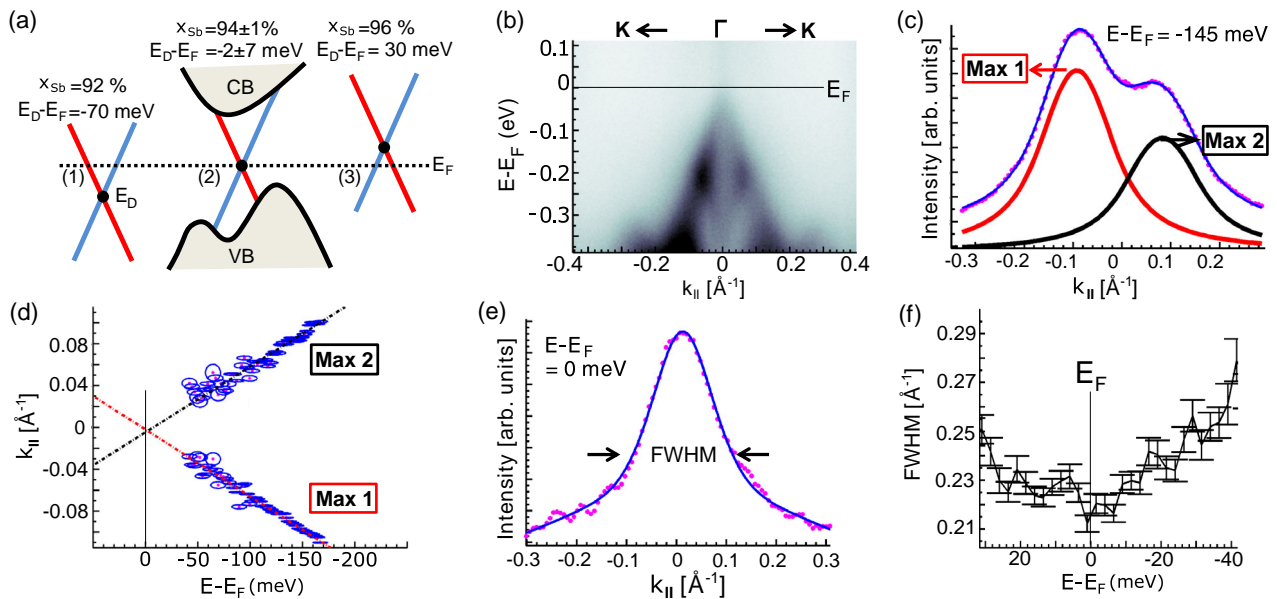 (a)
x_Sb = 92 %
E_D-E_F = -70 meV
x_Sb = 94±1%
E_D-E_F = -2±7 meV
x_Sb = 96 %
E_D-E_F = 30 meV
CB
E_F
(1)
E_D
(2)
(3)
VB
(b)
K Γ K
0.1
0
-0.1
-0.2
-0.3
E-E_F (eV)
E_F
-0.4 -0.2 0 0.2 0.4
k_|| [Å⁻¹]
(c)
E-E_F = -145 meV
Max 1
Max 2
Intensity [arb. units]
-0.3 -0.2 -0.1 0 0.1 0.2
k_|| [Å⁻¹]
(d)
0.08
0.04
0
-0.04
-0.08
k_|| [Å⁻¹]
Max 2
Max 1
0 -50 -100 -150 -200
E-E_F (meV)
(e)
E-E_F
= 0 meV
Intensity [arb. units]
FWHM
-0.3 -0.2 -0.1 0 0.1 0.2 0.3
k_|| [Å⁻¹]
(f)
0.29
0.27
0.25
0.23
0.21
FWHM [Å⁻¹]
E_F
20 0 -20 -40
E-E_F (meV)